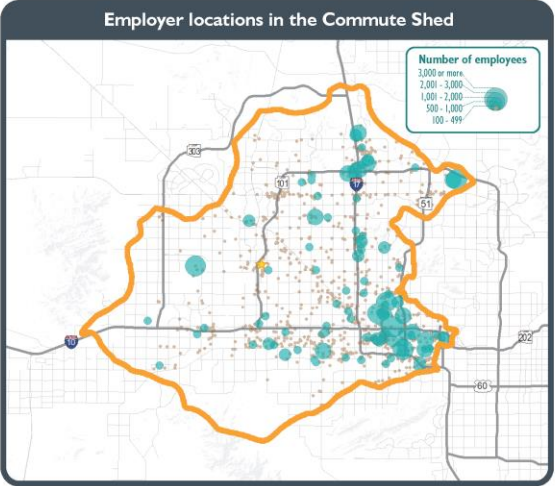 Employer locations in the Commute Shed
Number of employees
3,000 or more
2,001 - 3,000
1,001 - 2,000
500 - 1,000
100 - 499
303
101
17
51
10
202
60